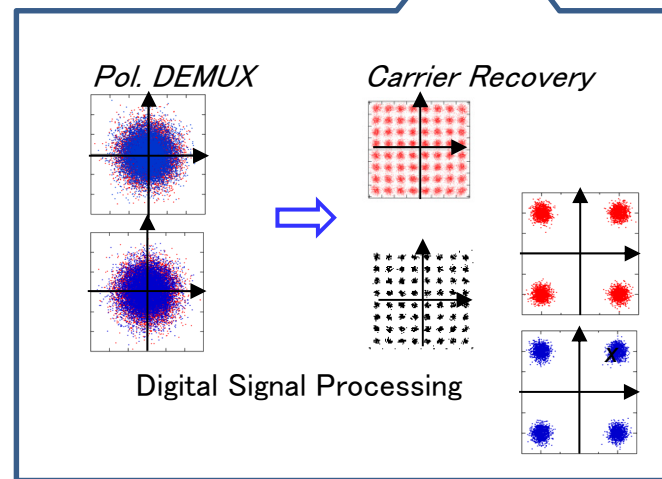 Pol. DEMUX
Carrier Recovery
x
Digital Signal Processing